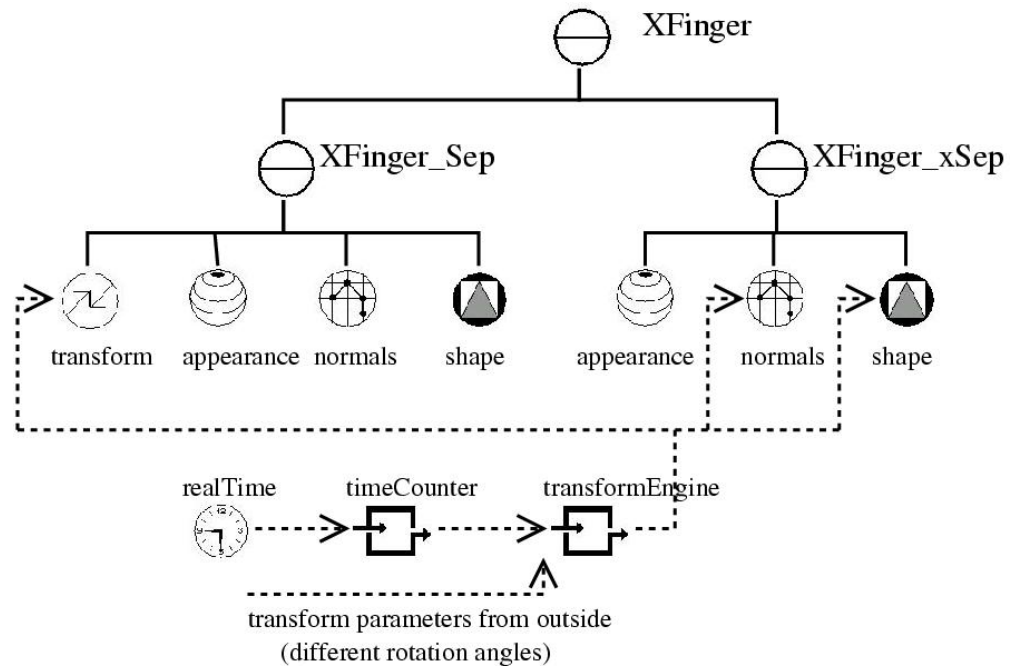 XFinger
XFinger_Sep
XFinger_xSep
transform
appearance
normals
shape
appearance
normals
shape
realTime
timeCounter
transformEngine
transform parameters from outside
(different rotation angles)